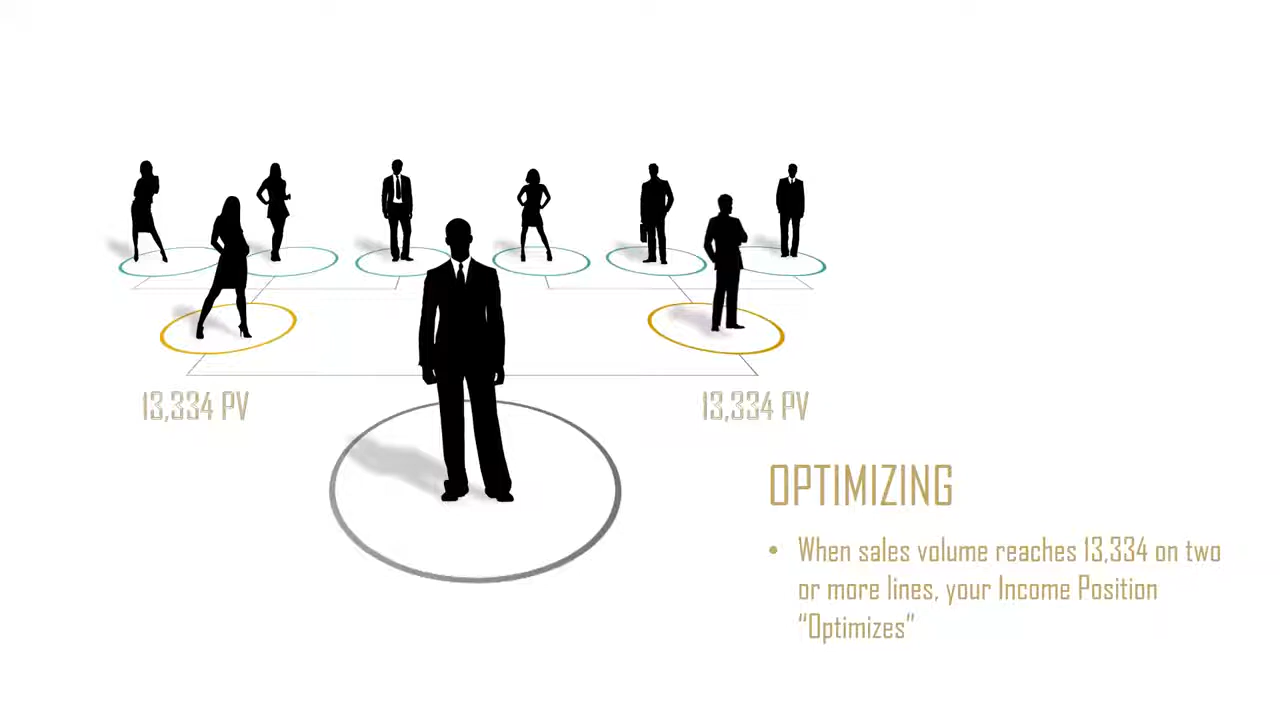 13,334 PV
13,334 PV
OPTIMIZING
• When sales volume reaches 13,334 on two
or more lines, your Income Position
“Optimizes”